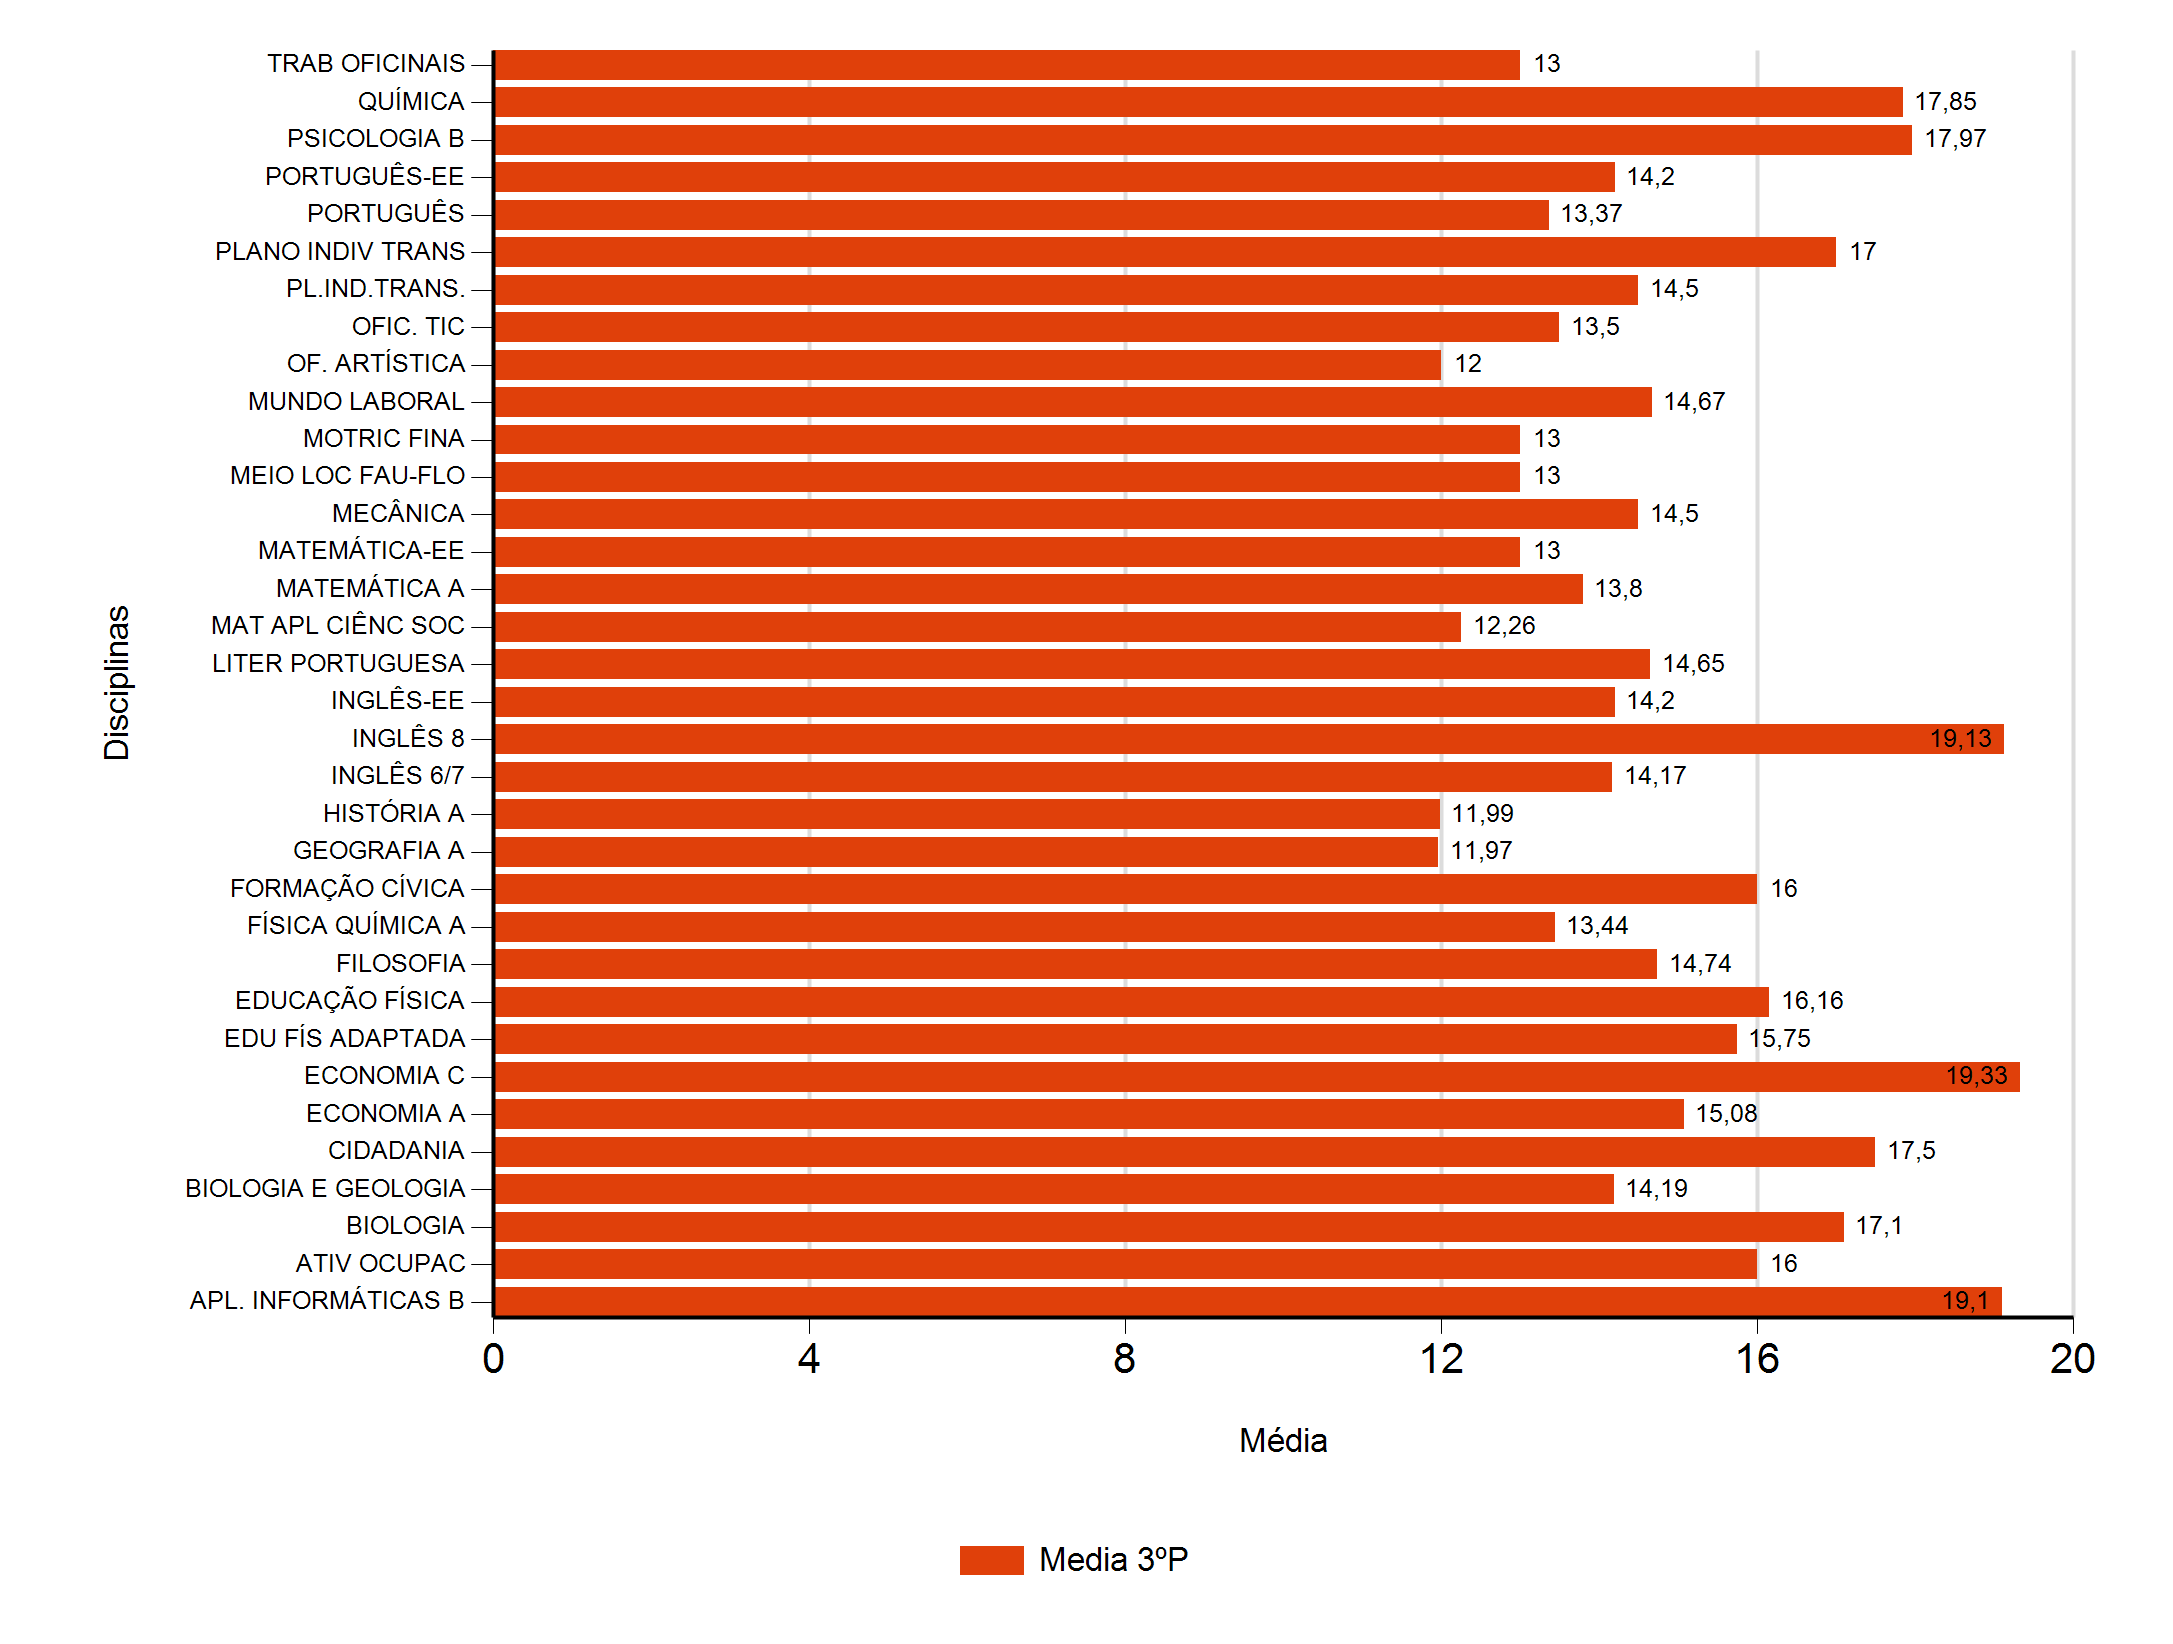 TRAB OFICINAIS 13
QUÍMICA 17,85
PSICOLOGIA B 17,97
PORTUGUÊS-EE 14,2
PORTUGUÊS 13,37
PLANO INDIV TRANS 17
PL.IND.TRANS. 14,5
OFIC. TIC 13,5
OF. ARTÍSTICA 12
MUNDO LABORAL 14,67
MOTRIC FINA 13
MEIO LOC FAU-FLO 13
MECÂNICA 14,5
MATEMÁTICA-EE 13
MATEMÁTICA A 13,8
MAT APL CIÊNC SOC 12,26
LITER PORTUGUESA 14,65
INGLÊS-EE 14,2
INGLÊS 8 19,13
INGLÊS 6/7 14,17
HISTÓRIA A 11,99
GEOGRAFIA A 11,97
FORMAÇÃO CÍVICA 16
FÍSICA QUÍMICA A 13,44
FILOSOFIA 14,74
EDUCAÇÃO FÍSICA 16,16
EDU FÍS ADAPTADA 15,75
ECONOMIA C 19,33
ECONOMIA A 15,08
CIDADANIA 17,5
BIOLOGIA E GEOLOGIA 14,19
BIOLOGIA 17,1
ATIV OCUPAC 16
APL. INFORMÁTICAS B 19,1
Disciplinas
0 4 8 12 16 20
Média
Media 3ºP